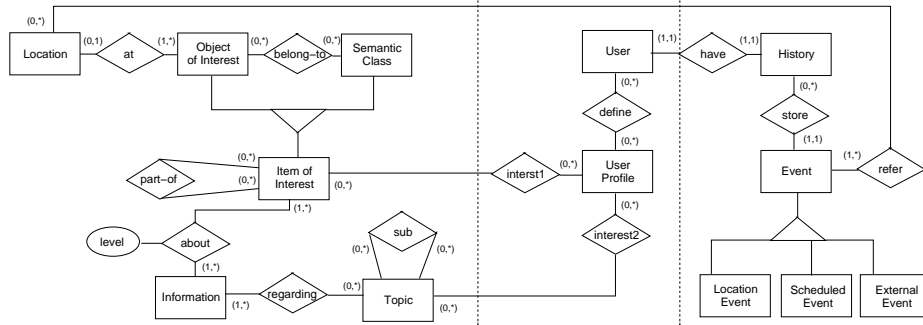 (0,*)
(0,1)
(1,*)
(0,*)
(0,*)
(1,1)
(1,1)
Location
at
Object
of Interest
belong-to
Semantic
Class
User
have
History
(0,*)
(0,*)
define
store
(0,*)
(1,1)
(0,*)
(0,*)
part-of
(0,*)
Item of
Interest
(0,*)
interst1
(0,*)
User
Profile
Event
(1,*)
refer
(1,*)
(0,*)
level
about
sub
interest2
(0,*)
(0,*)
(1,*)
Information
(1,*)
regarding
(0,*)
Topic
(0,*)
Location
Event
Scheduled
Event
External
Event